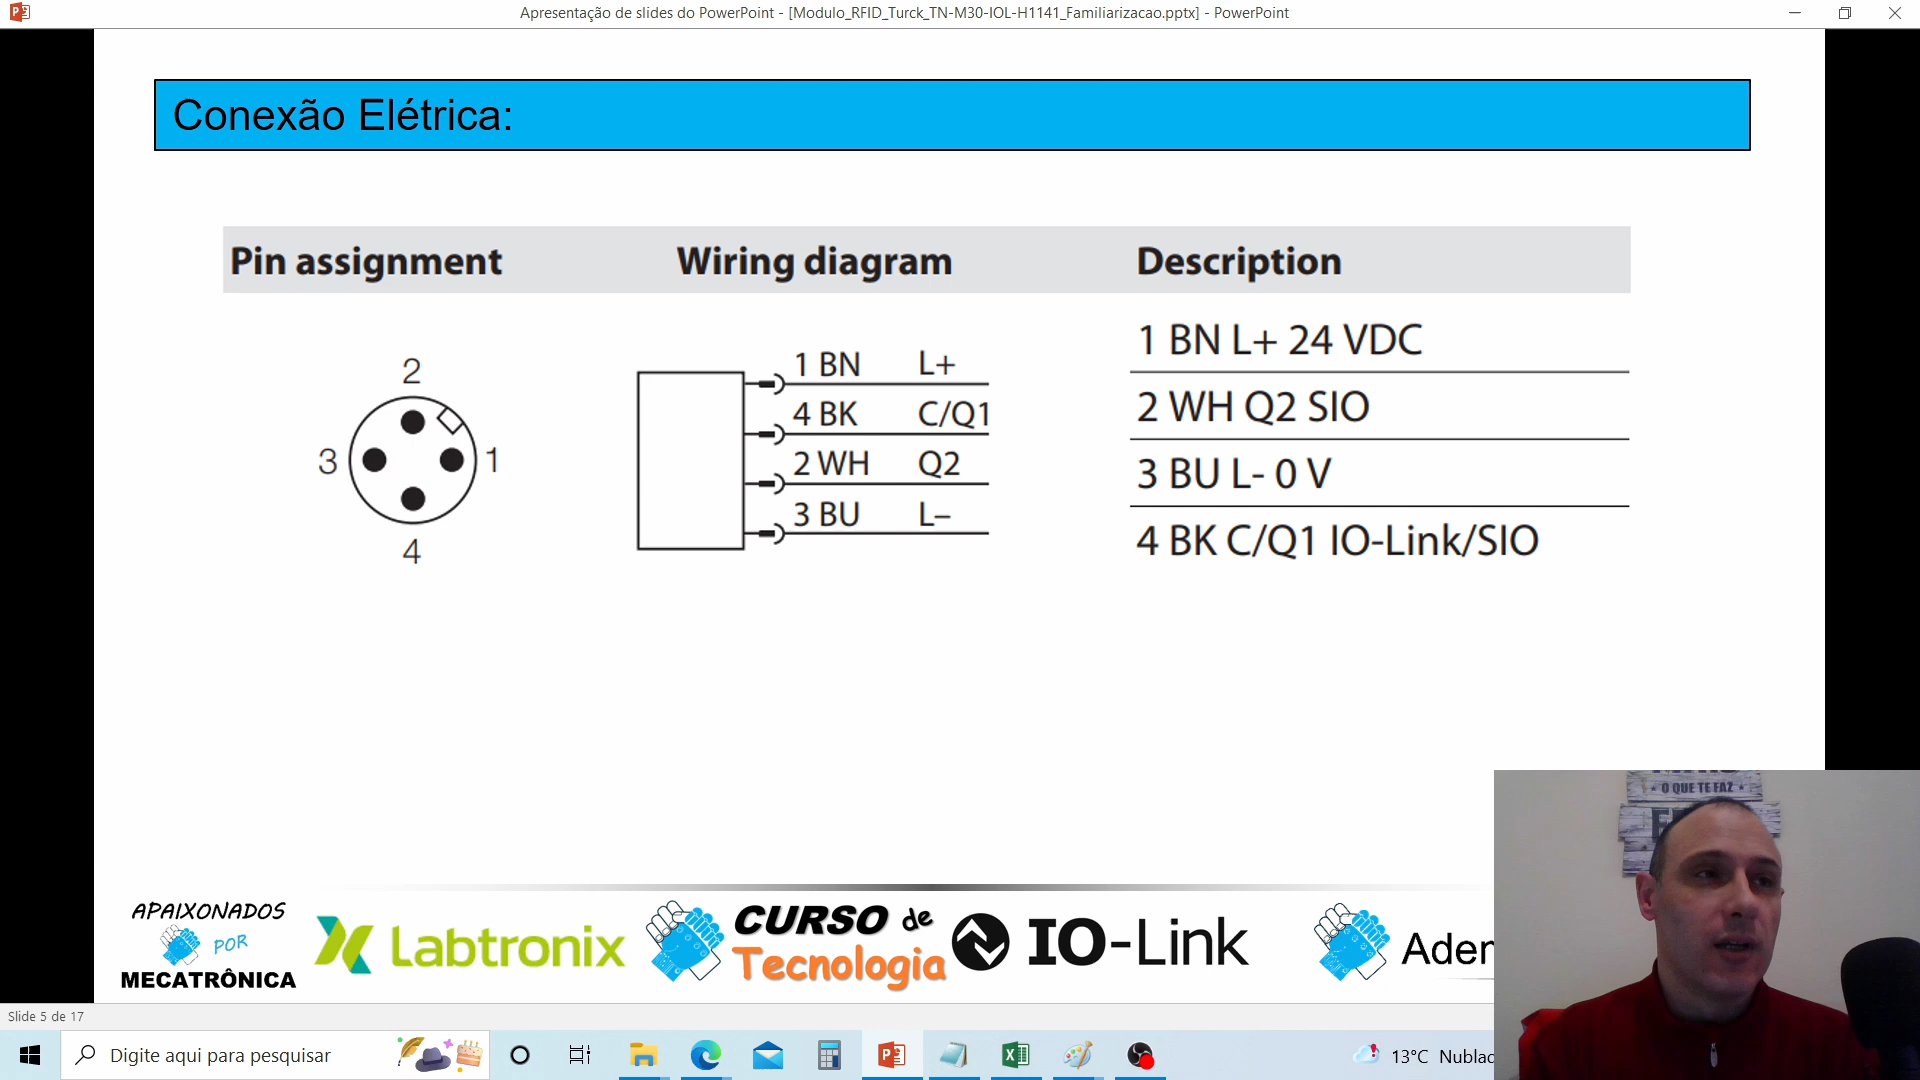 Apresentação de slides do PowerPoint - [Modulo_RFID_Turck_TN-M30-IOL-H1141_Familiarizacao.pptx] - PowerPoint
Conexão Elétrica:
Pin assignment
Wiring diagram
Description
2
3
1
4
1 BN L+
4 BK C/Q1
2 WH Q2
3 BU L–
1 BN L+ 24 VDC
2 WH Q2 SIO
3 BU L- 0 V
4 BK C/Q1 IO-Link/SIO
O QUE TE FAZ
APAIXONADOS
POR
MECATRÔNICA
Labtronix
CURSO de
Tecnologia
IO-Link
Slide 5 de 17
Digite aqui para pesquisar
13°C